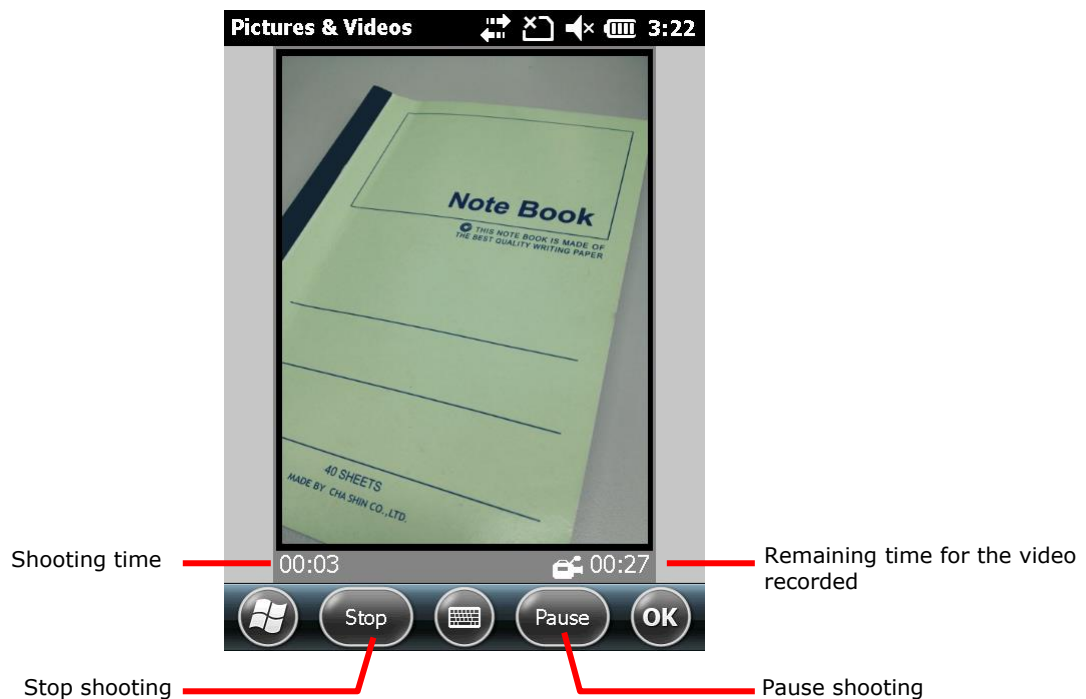 Pictures & Videos 3:22
Note Book
THIS NOTE BOOK IS MADE OF
THE BEST QUALITY WRITING PAPER
40 SHEETS
MADE BY CHA SHIN CO.,LTD.
Shooting time
00:03
00:27
Remaining time for the video
recorded
Stop
Pause
OK
Stop shooting
Pause shooting